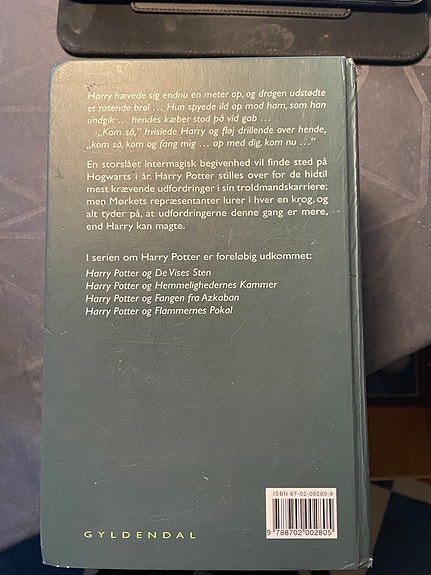 Harry hævede sig endnu en meter op, og dragen udstødte
et rasende brøl ... Hun spyede ild op mod ham, som han
undgik ... hendes kæber stod på vid gab ...
„Kom så,” hvislede Harry og fløj drillende over hende,
„kom så, kom og fang mig ... op med dig, kom nu ...”
En storslået intermagisk begivenhed vil finde sted på
Hogwarts i år. Harry Potter stilles over for de hidtil
mest krævende udfordringer i sin troldmandskarriere;
men Mørkets repræsentanter lurer i hver en krog, og
alt tyder på, at udfordringerne denne gang er mere,
end Harry kan magte.
I serien om Harry Potter er foreløbig udkommet:
Harry Potter og De Vises Sten
Harry Potter og Hemmelighedernes Kammer
Harry Potter og Fangen fra Azkaban
Harry Potter og Flammernes Pokal
ISBN 87-02-00280-9
9 788702 002805
GYLDENDAL